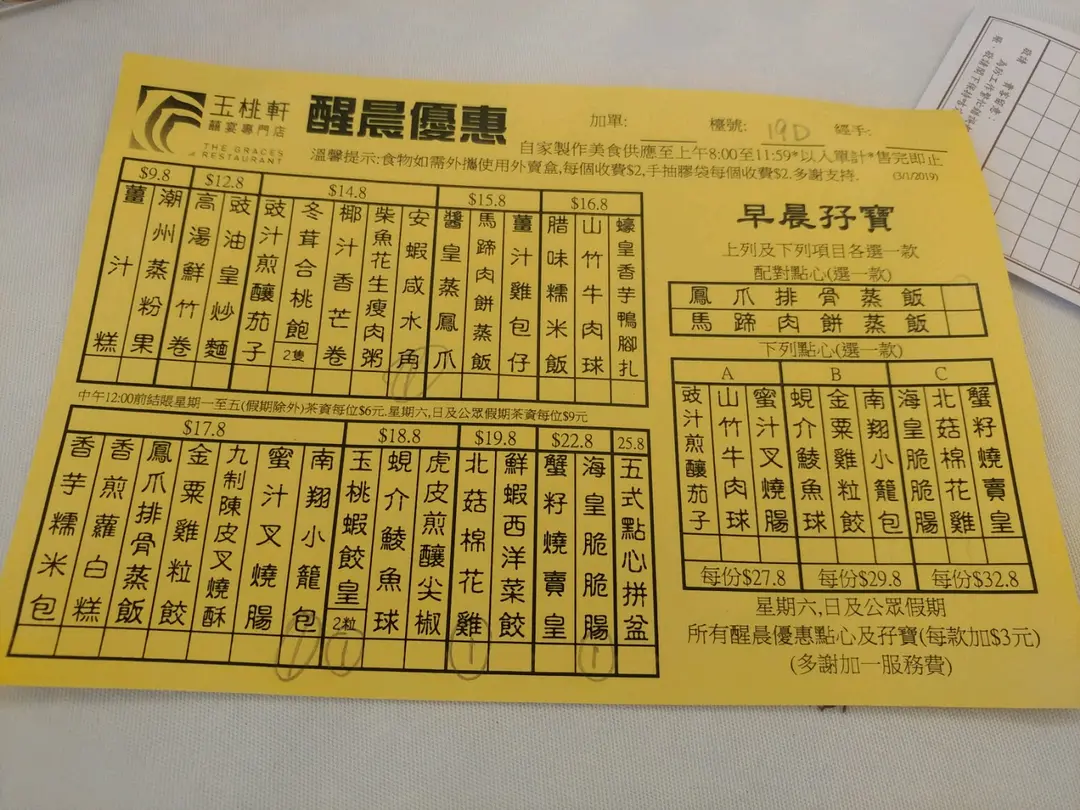 玉桃軒
囍宴專門店
THE GRACES
RESTAURANT
醒晨優惠
加單:
檯號: 19D
經手:
自家製作美食供應至上午8:00至11:59*以入單計*售完即止
溫馨提示:食物如需外攜使用外賣盒,每個收費$2,手抽膠袋每個收費$2.多謝支持.
(3/1/2019)
$9.8
薑汁糕
潮州蒸粉果
$12.8
高湯鮮竹卷
豉油皇炒麵
$14.8
豉汁煎釀茄子
冬茸合桃飽
2隻
椰汁香芒卷
柴魚花生瘦肉粥
安蝦咸水角
1
$15.8
醬皇蒸鳳爪
馬蹄肉餅蒸飯
薑汁雞包仔
$16.8
腊味糯米飯
山竹牛肉球
蠔皇香芋鴨腳扎
中午12:00前結賬星期一至五(假期除外)茶資每位$6元.星期六,日及公眾假期茶資每位$9元
$17.8
香芋糯米包
香煎蘿白糕
鳳爪排骨蒸飯
金粟雞粒餃
九制陳皮叉燒酥
蜜汁叉燒腸
南翔小籠包
1
$18.8
玉桃蝦餃皇
2粒
1
蜆介鯪魚球
虎皮煎釀尖椒
$19.8
北菇棉花雞
1
鮮蝦西洋菜餃
$22.8
蟹籽燒賣皇
海皇脆脆腸
1
25.8
五式點心拼盆
早晨孖寶
上列及下列項目各選一款
配對點心(選一款)
鳳爪排骨蒸飯
馬蹄肉餅蒸飯
下列點心(選一款)
A
豉汁煎釀茄子
山竹牛肉球
蜜汁叉燒腸
每份$27.8
B
蜆介鯪魚球
金粟雞粒餃
南翔小籠包
每份$29.8
C
海皇脆脆腸
北菇棉花雞
蟹籽燒賣皇
每份$32.8
星期六,日及公眾假期
所有醒晨優惠點心及孖寶(每款加$3元)
(多謝加一服務費)